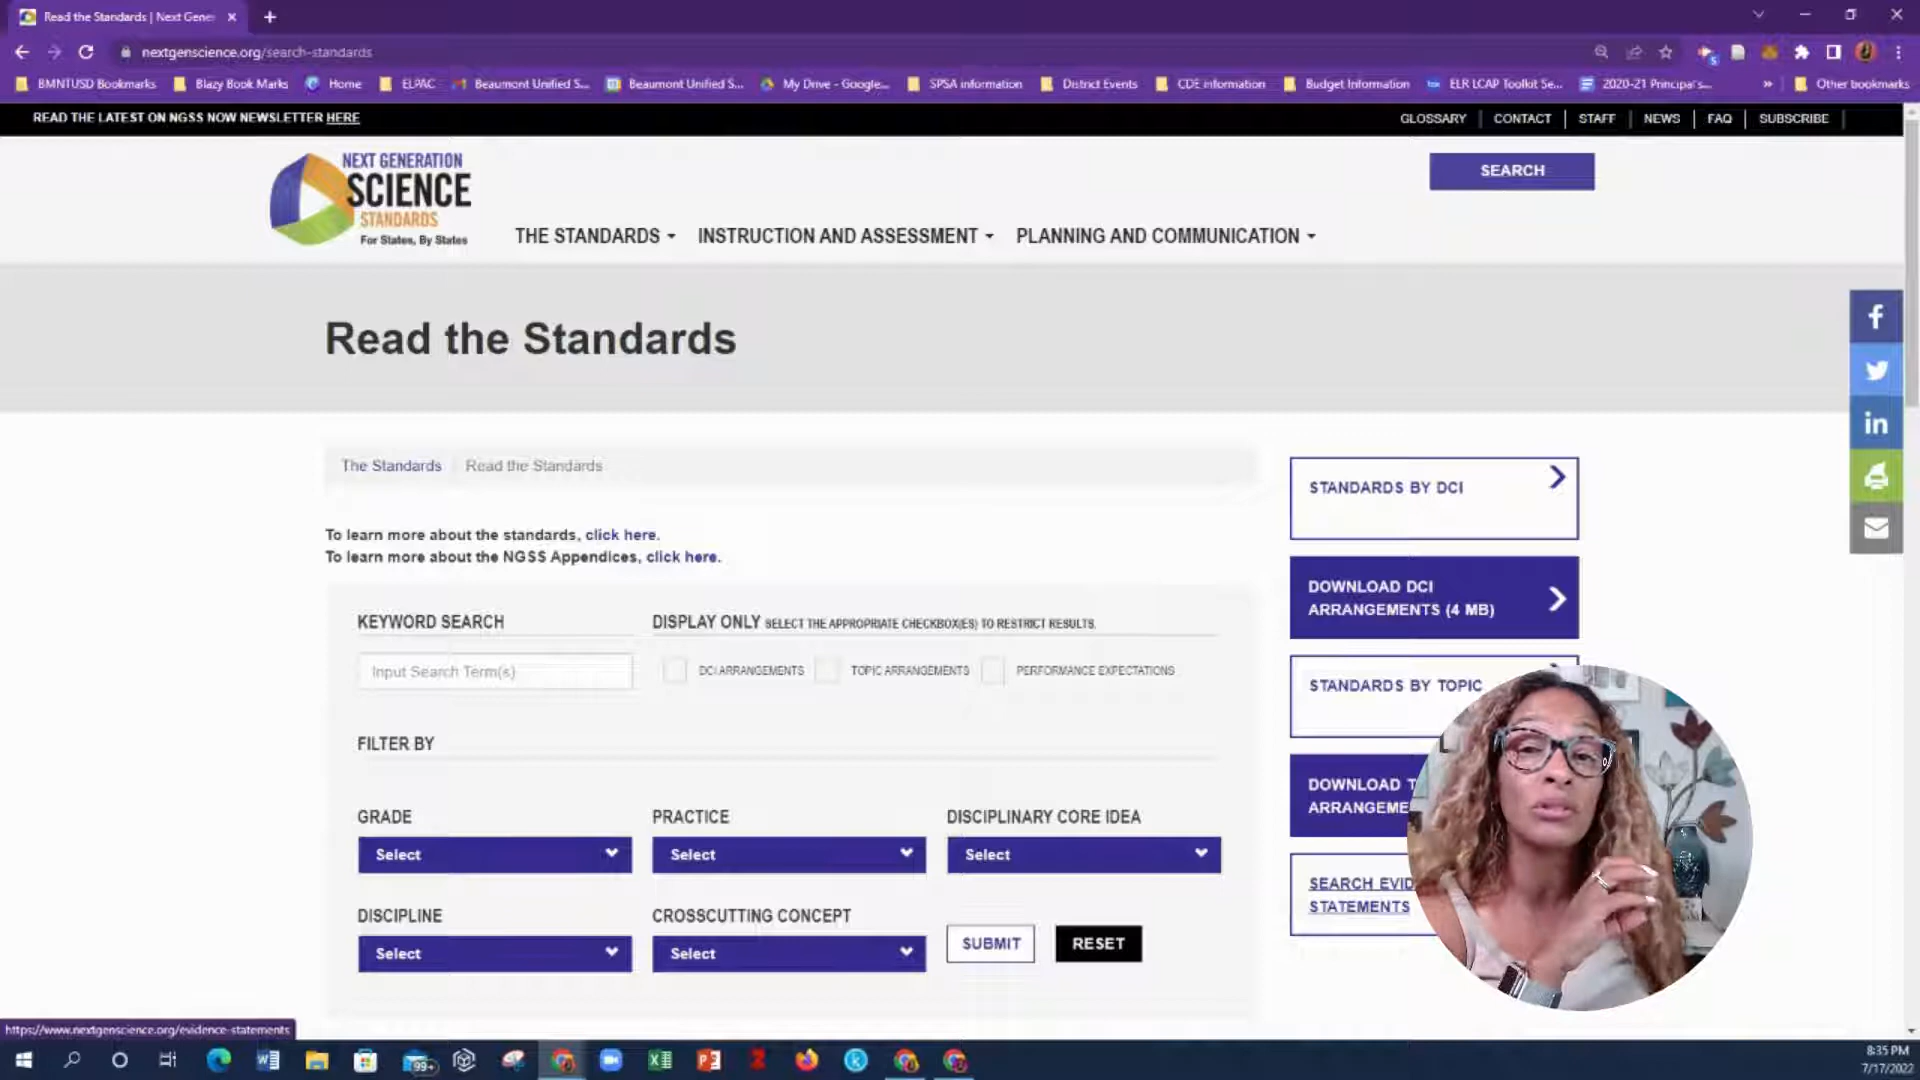 Read the Standards | Next Gene
nextgenscience.org/search-standards
BMNTUSD Bookmarks
Blazy Book Marks
Home
ELPAC
Beaumont Unified S...
Beaumont Unified S...
My Drive - Google...
SPSA information
District Events
CDE information
Budget Information
ELR LCAP Toolkit Se...
2020-21 Principal's...
»
Other bookmarks
READ THE LATEST ON NGSS NOW NEWSLETTER HERE
GLOSSARY
CONTACT
STAFF
NEWS
FAQ
SUBSCRIBE
NEXT GENERATION
SCIENCE
STANDARDS
For States, By States
SEARCH
THE STANDARDS
INSTRUCTION AND ASSESSMENT
PLANNING AND COMMUNICATION
Read the Standards
The Standards
Read the Standards
To learn more about the standards, click here.
To learn more about the NGSS Appendices, click here.
KEYWORD SEARCH
DISPLAY ONLY SELECT THE APPROPRIATE CHECKBOX(ES) TO RESTRICT RESULTS.
Input Search Term(s)
DCI ARRANGEMENTS
TOPIC ARRANGEMENTS
PERFORMANCE EXPECTATIONS
FILTER BY
GRADE
PRACTICE
DISCIPLINARY CORE IDEA
Select
Select
Select
DISCIPLINE
CROSSCUTTING CONCEPT
Select
Select
SUBMIT
RESET
STANDARDS BY DCI
DOWNLOAD DCI
ARRANGEMENTS (4 MB)
STANDARDS BY TOPIC
DOWNLOAD T
ARRANGEME
SEARCH EVID
STATEMENTS
https://www.nextgenscience.org/evidence-statements
99+
8:35 PM
7/17/2022